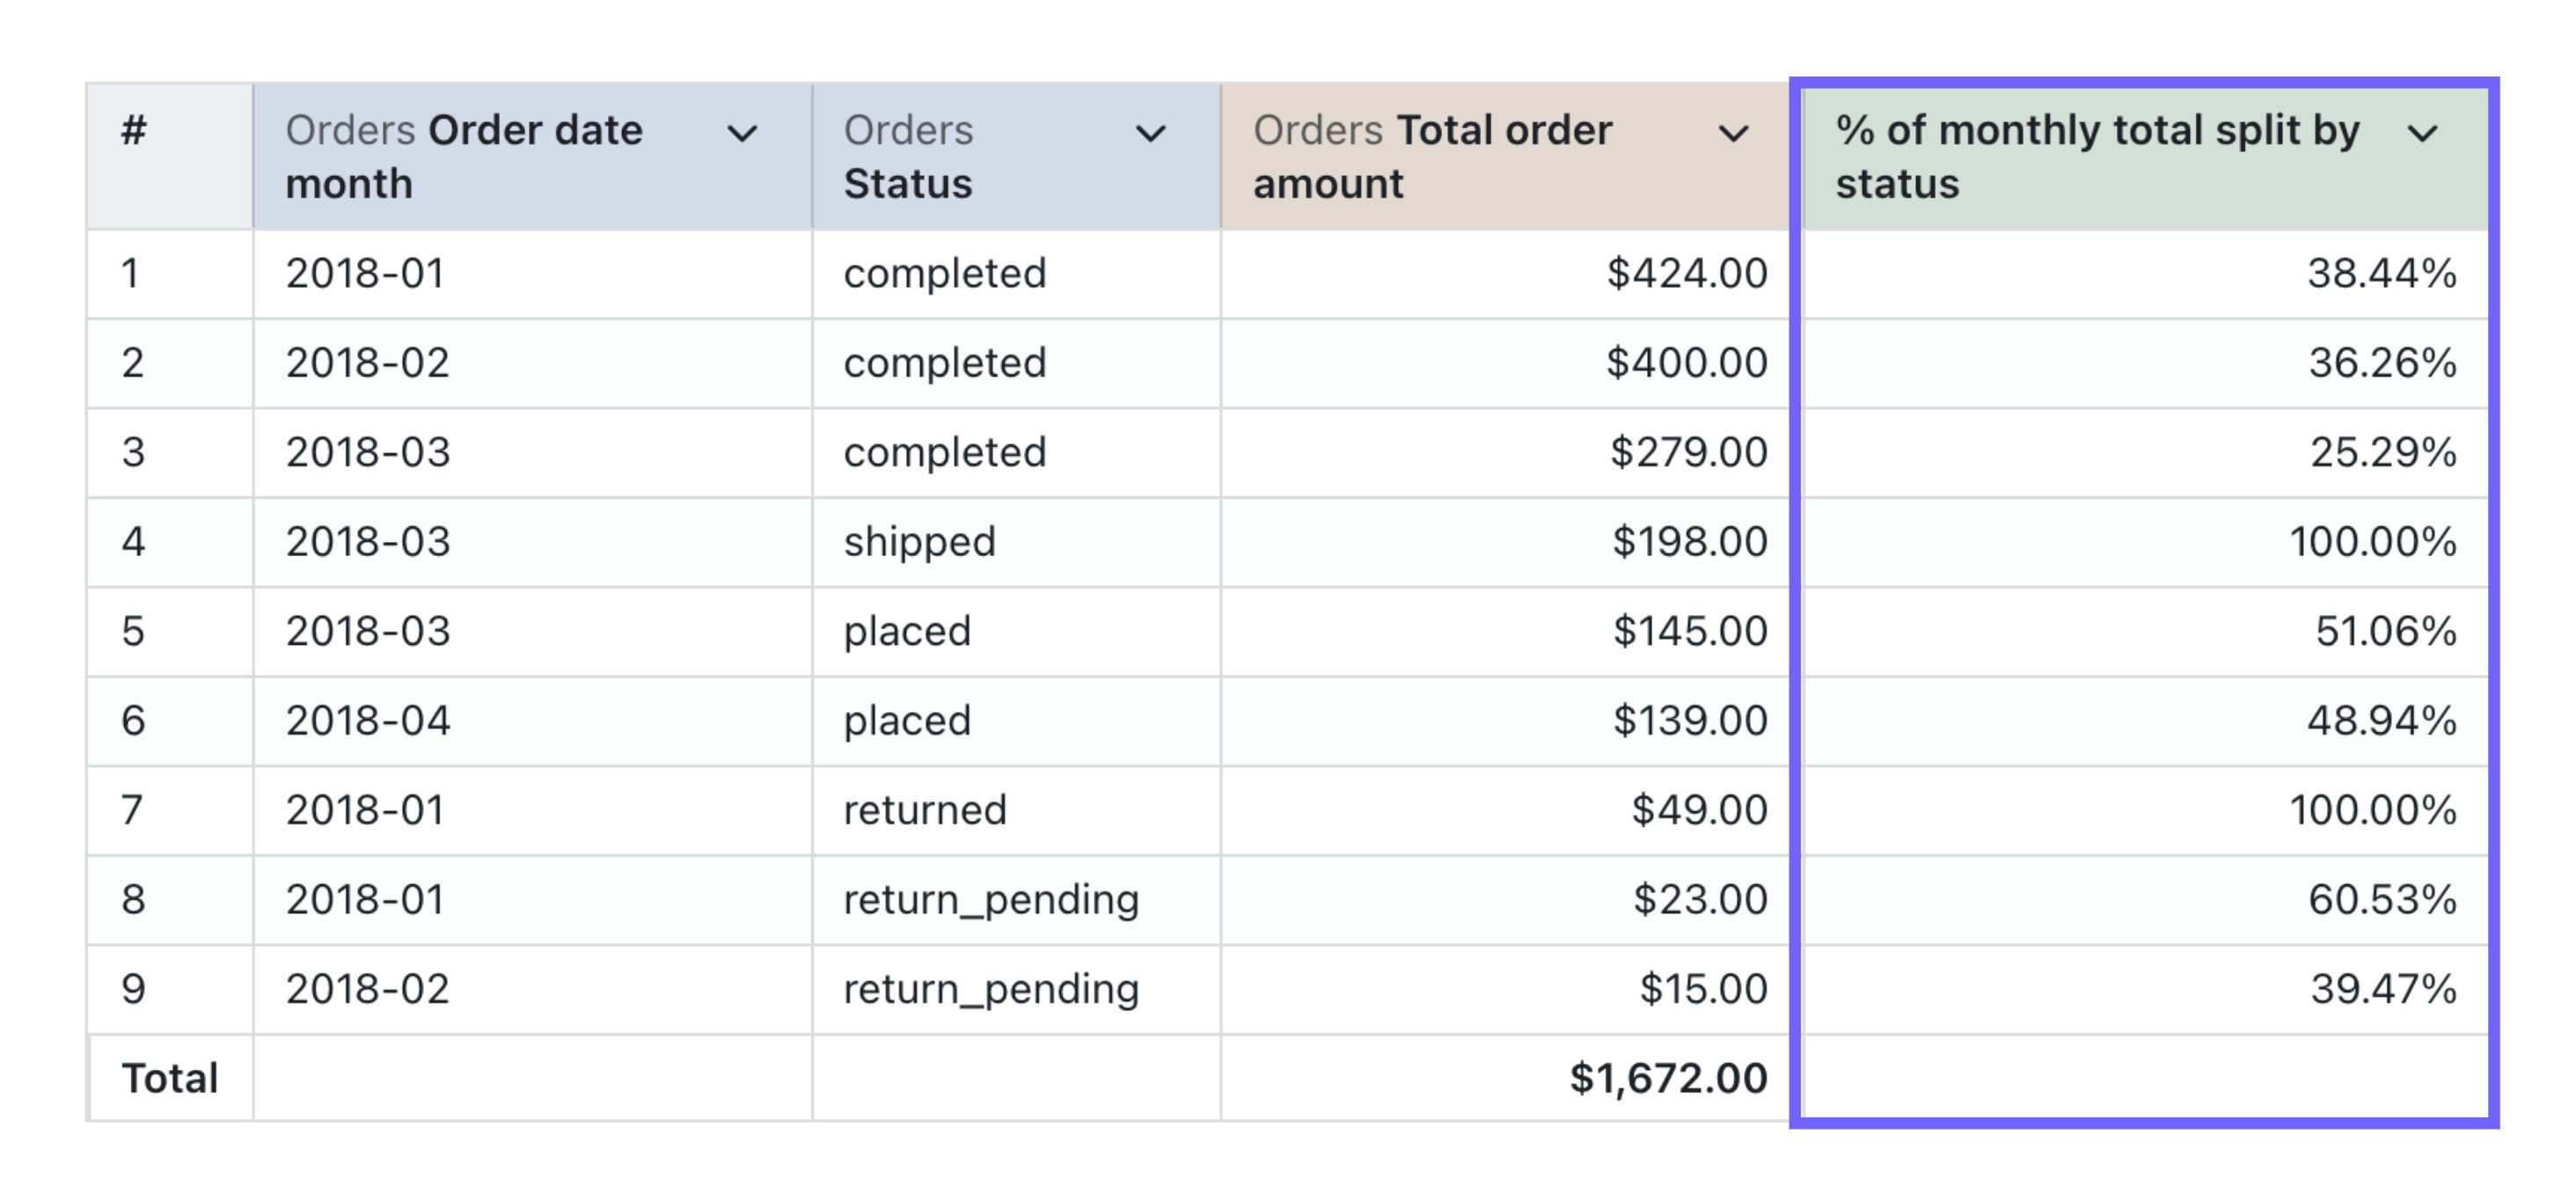 # Orders Order date month Orders Status Orders Total order amount % of monthly total split by status
1 2018-01 completed $424.00 38.44%
2 2018-02 completed $400.00 36.26%
3 2018-03 completed $279.00 25.29%
4 2018-03 shipped $198.00 100.00%
5 2018-03 placed $145.00 51.06%
6 2018-04 placed $139.00 48.94%
7 2018-01 returned $49.00 100.00%
8 2018-01 return_pending $23.00 60.53%
9 2018-02 return_pending $15.00 39.47%
Total $1,672.00